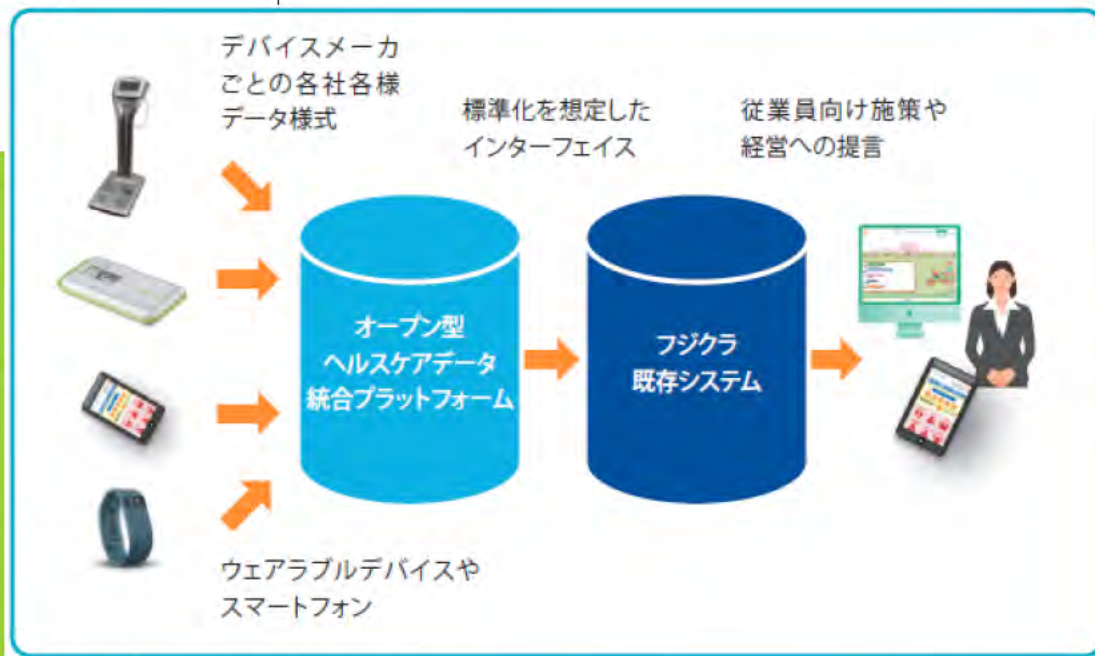 デバイスメーカ
ごとの各社各様
データ様式
標準化を想定した
インターフェイス
従業員向け施策や
経営への提言
オープン型
ヘルスケアデータ
統合プラットフォーム
フジクラ
既存システム
ウェアラブルデバイスや
スマートフォン